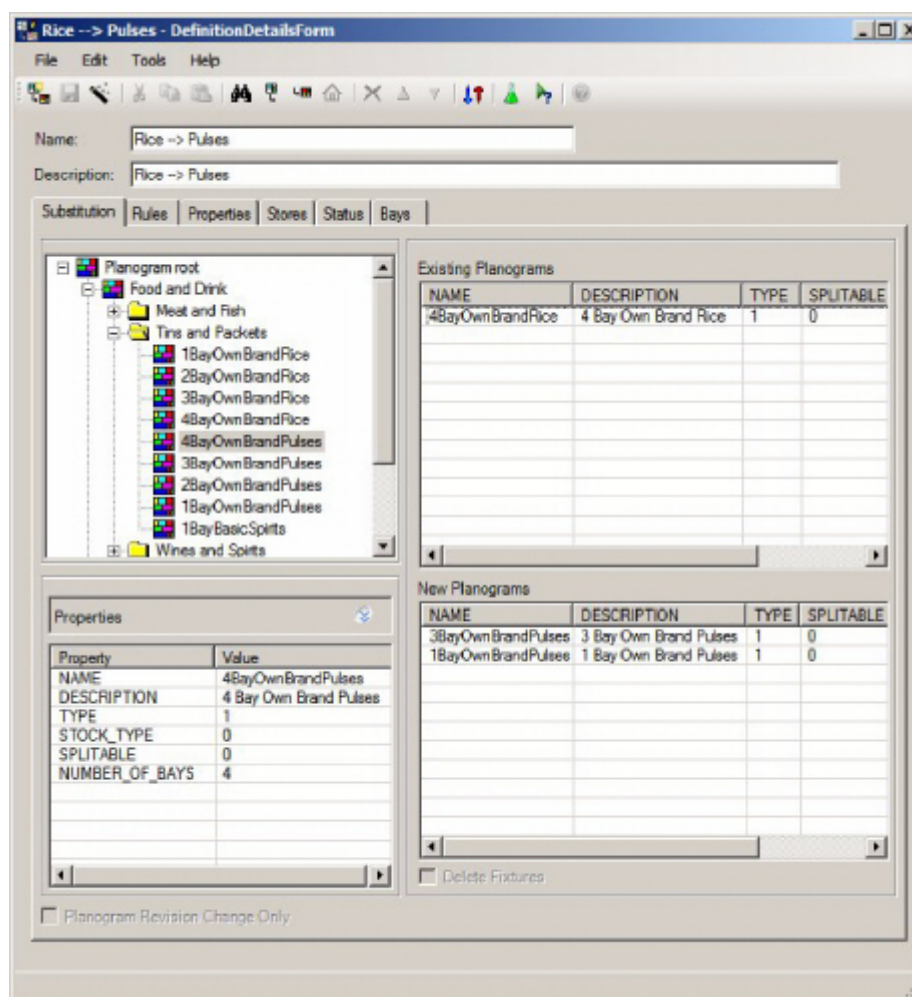 Rice --> Pulses - DefinitionDetailsForm
File Edit Tools Help
Name: Rice --> Pulses
Description: Rice --> Pulses
Substitution Rules Properties Stores Status Bays
Planogram root
Food and Drink
Meat and Fish
Tins and Packets
1BayOwnBrandRice
2BayOwnBrandRice
3BayOwnBrandRice
4BayOwnBrandRice
4BayOwnBrandPulses
3BayOwnBrandPulses
2BayOwnBrandPulses
1BayOwnBrandPulses
1BayBasicSpirits
Wines and Spirits
Properties
Property Value
NAME 4BayOwnBrandPulses
DESCRIPTION 4 Bay Own Brand Pulses
TYPE 1
STOCK_TYPE 0
SPLITABLE 0
NUMBER_OF_BAYS 4
Existing Planograms
NAME DESCRIPTION TYPE SPLITABLE
4BayOwnBrandRice 4 Bay Own Brand Rice 1 0
New Planograms
NAME DESCRIPTION TYPE SPLITABLE
3BayOwnBrandPulses 3 Bay Own Brand Pulses 1 0
1BayOwnBrandPulses 1 Bay Own Brand Pulses 1 0
Delete Fixtures
Planogram Revision Change Only